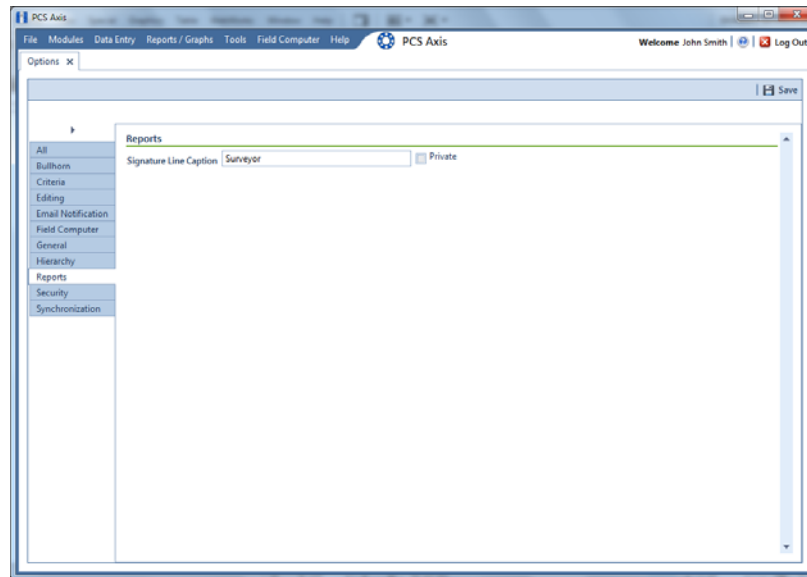 PCS Axis
File Modules Data Entry Reports / Graphs Tools Field Computer Help PCS Axis Welcome John Smith Log Out
Options
Save
Reports
Signature Line Caption Surveyor Private
All
Bullhorn
Criteria
Editing
Email Notification
Field Computer
General
Hierarchy
Reports
Security
Synchronization